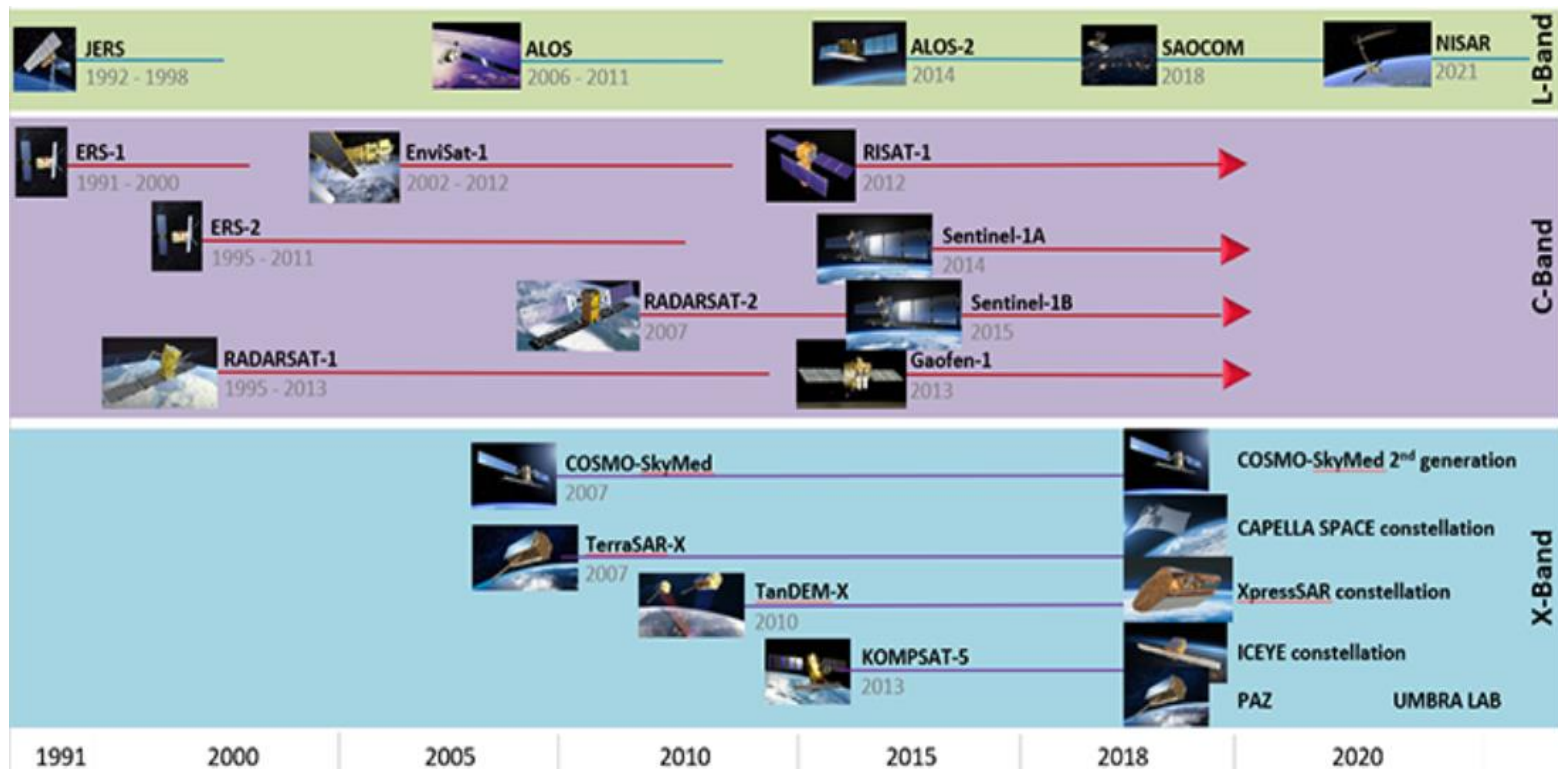 JERS
1992 - 1998
ALOS
2006 - 2011
ALOS-2
2014
SAOCOM
2018
NISAR
2021
L-Band
ERS-1
1991 - 2000
EnviSat-1
2002 - 2012
RISAT-1
2012
ERS-2
1995 - 2011
Sentinel-1A
2014
RADARSAT-2
2007
Sentinel-1B
2015
RADARSAT-1
1995 - 2013
Gaofen-1
2013
C-Band
COSMO-SkyMed
2007
COSMO-SkyMed 2nd generation
CAPELLA SPACE constellation
TerraSAR-X
2007
TanDEM-X
2010
XpressSAR constellation
KOMPSAT-5
2013
ICEYE constellation
PAZ UMBRA LAB
X-Band
1991 2000 2005 2010 2015 2018 2020